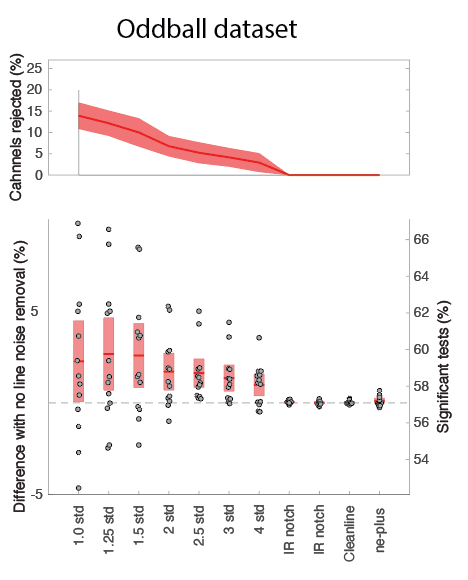 Oddball dataset
Cahnnels rejected (%)
25
20
15
10
5
0
Difference with no line noise removal (%)
5
-5
66
64
62
60
58
56
54
Significant tests (%)
1.0 std
1.25 std
1.5 std
2 std
2.5 std
3 std
4 std
IR notch
IR notch
Cleanline
ne-plus